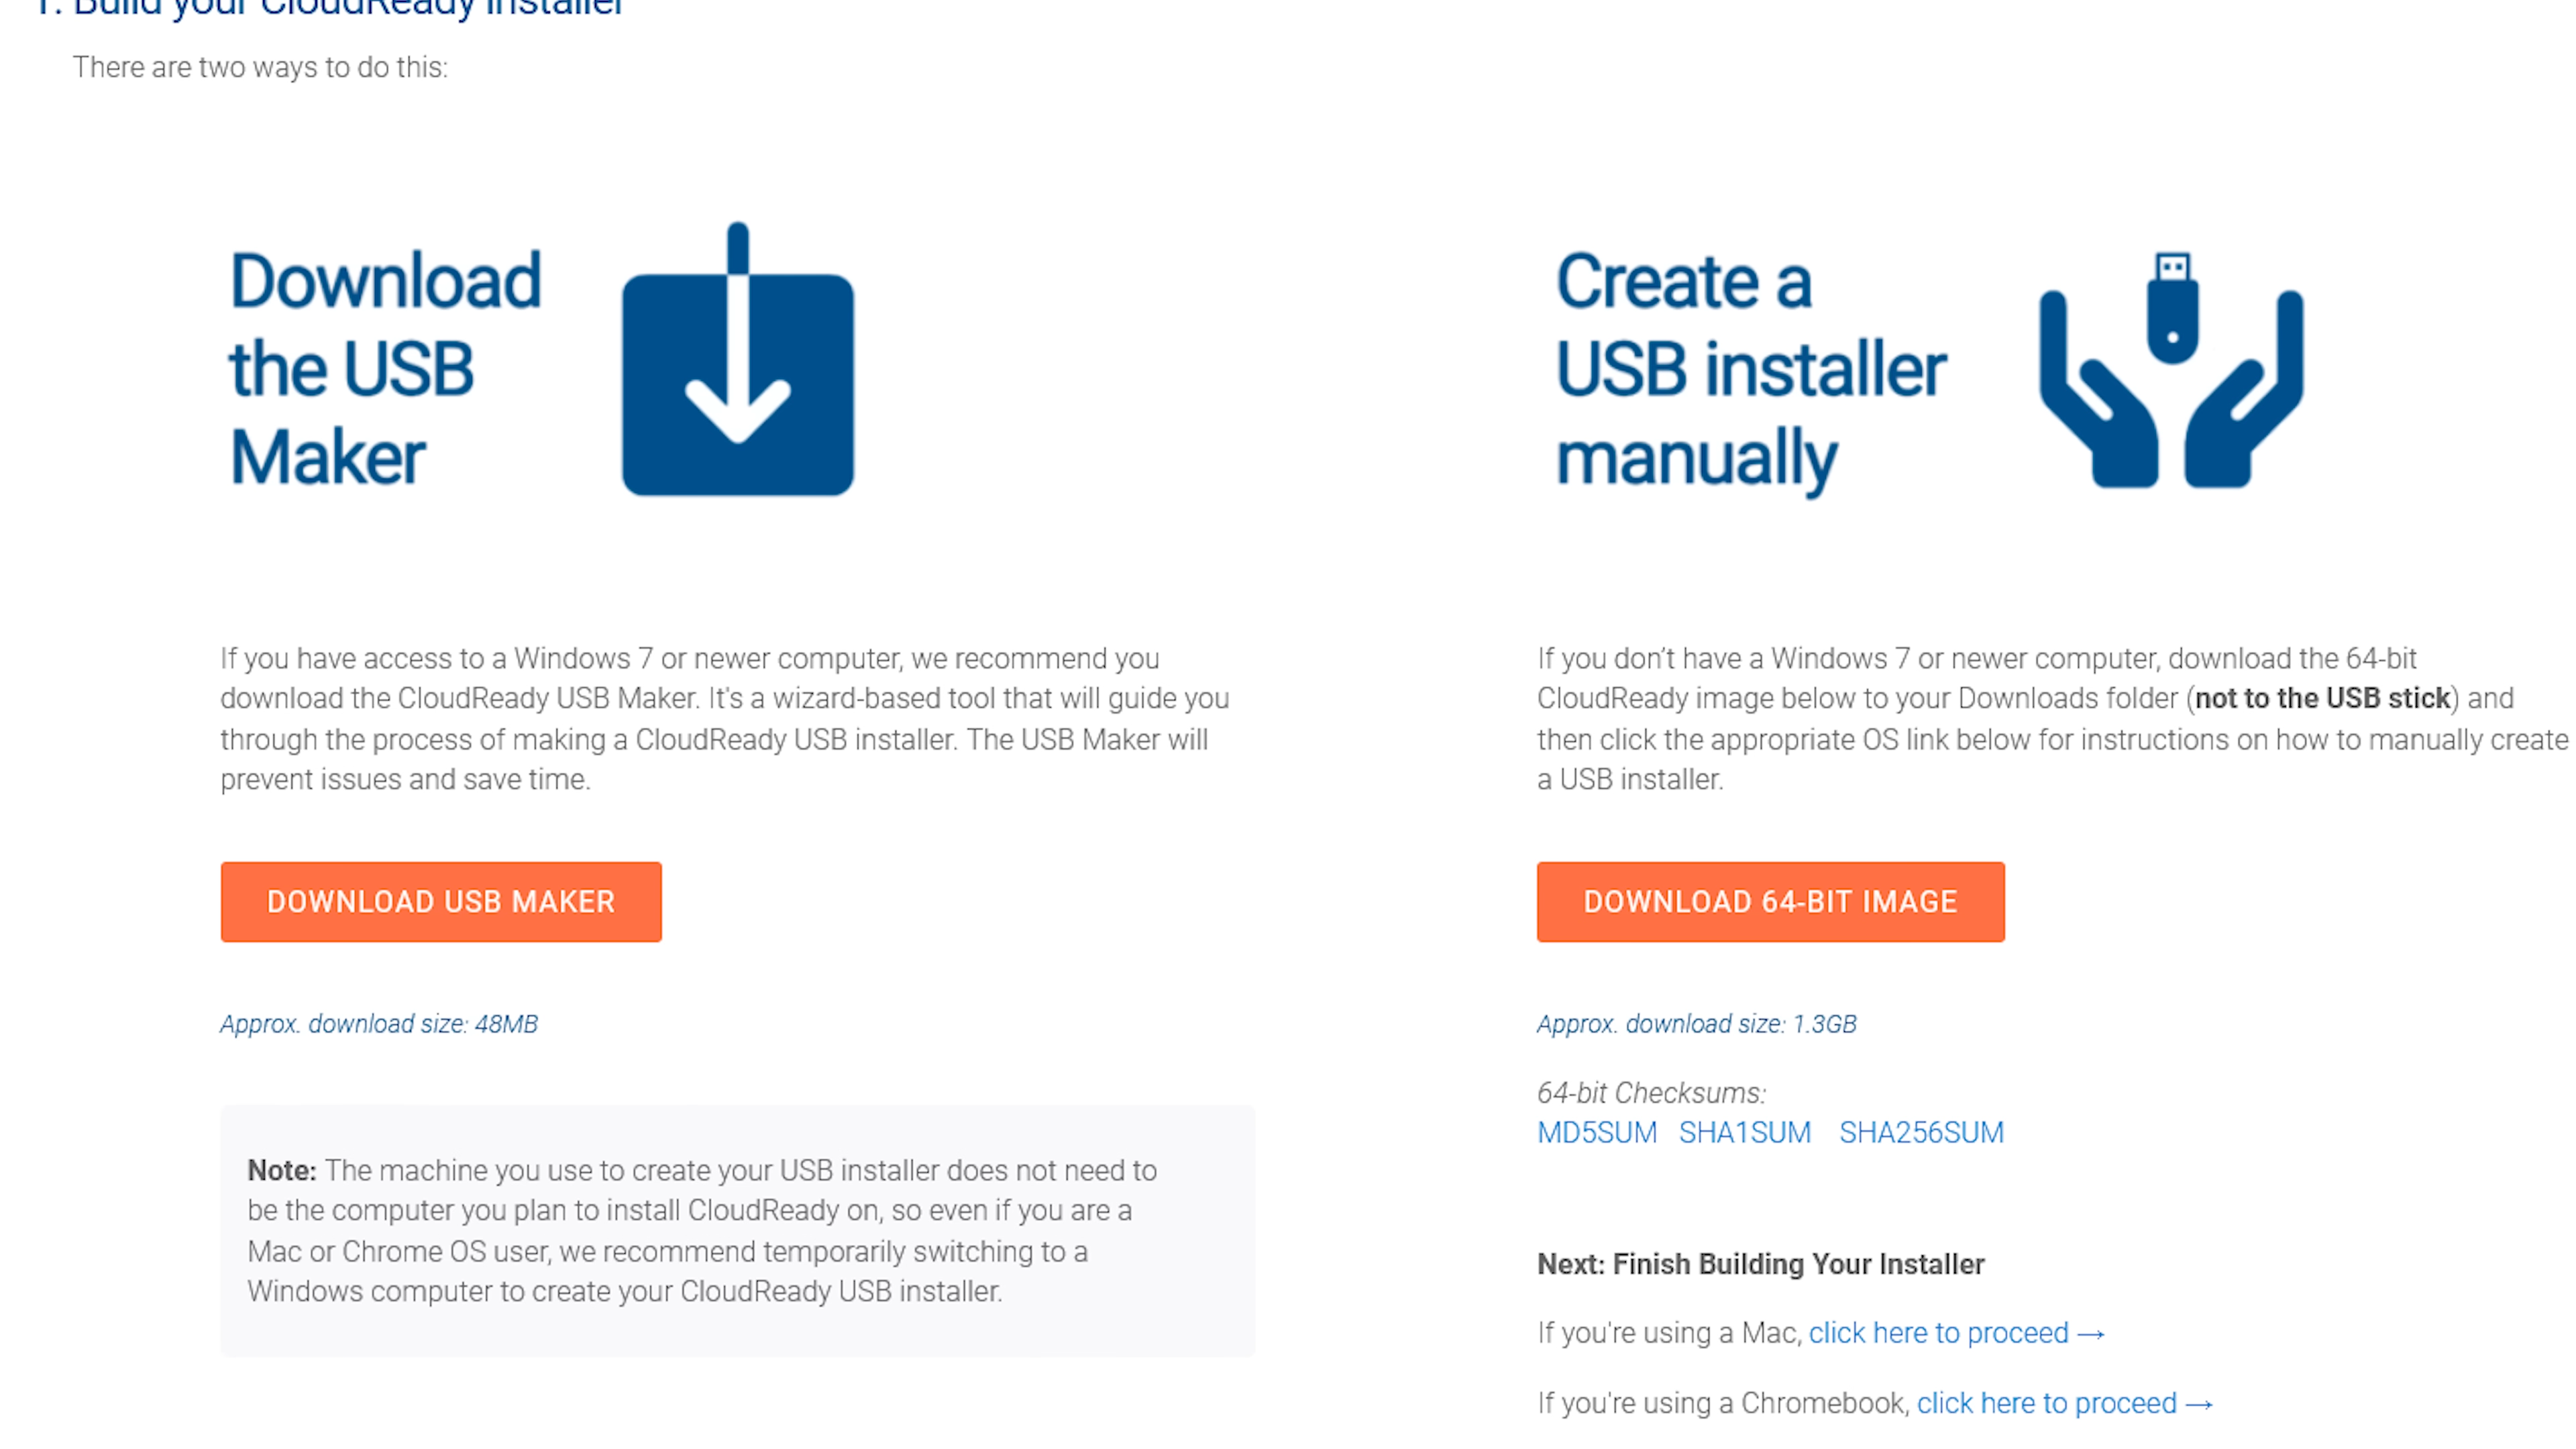 1. Build your CloudReady installer
There are two ways to do this:
Download
the USB
Maker
If you have access to a Windows 7 or newer computer, we recommend you
download the CloudReady USB Maker. It's a wizard-based tool that will guide you
through the process of making a CloudReady USB installer. The USB Maker will
prevent issues and save time.
DOWNLOAD USB MAKER
Approx. download size: 48MB
Note: The machine you use to create your USB installer does not need to
be the computer you plan to install CloudReady on, so even if you are a
Mac or Chrome OS user, we recommend temporarily switching to a
Windows computer to create your CloudReady USB installer.
Create a
USB installer
manually
If you don’t have a Windows 7 or newer computer, download the 64-bit
CloudReady image below to your Downloads folder (not to the USB stick) and
then click the appropriate OS link below for instructions on how to manually create
a USB installer.
DOWNLOAD 64-BIT IMAGE
Approx. download size: 1.3GB
64-bit Checksums:
MD5SUM SHA1SUM SHA256SUM
Next: Finish Building Your Installer
If you're using a Mac, click here to proceed →
If you're using a Chromebook, click here to proceed →